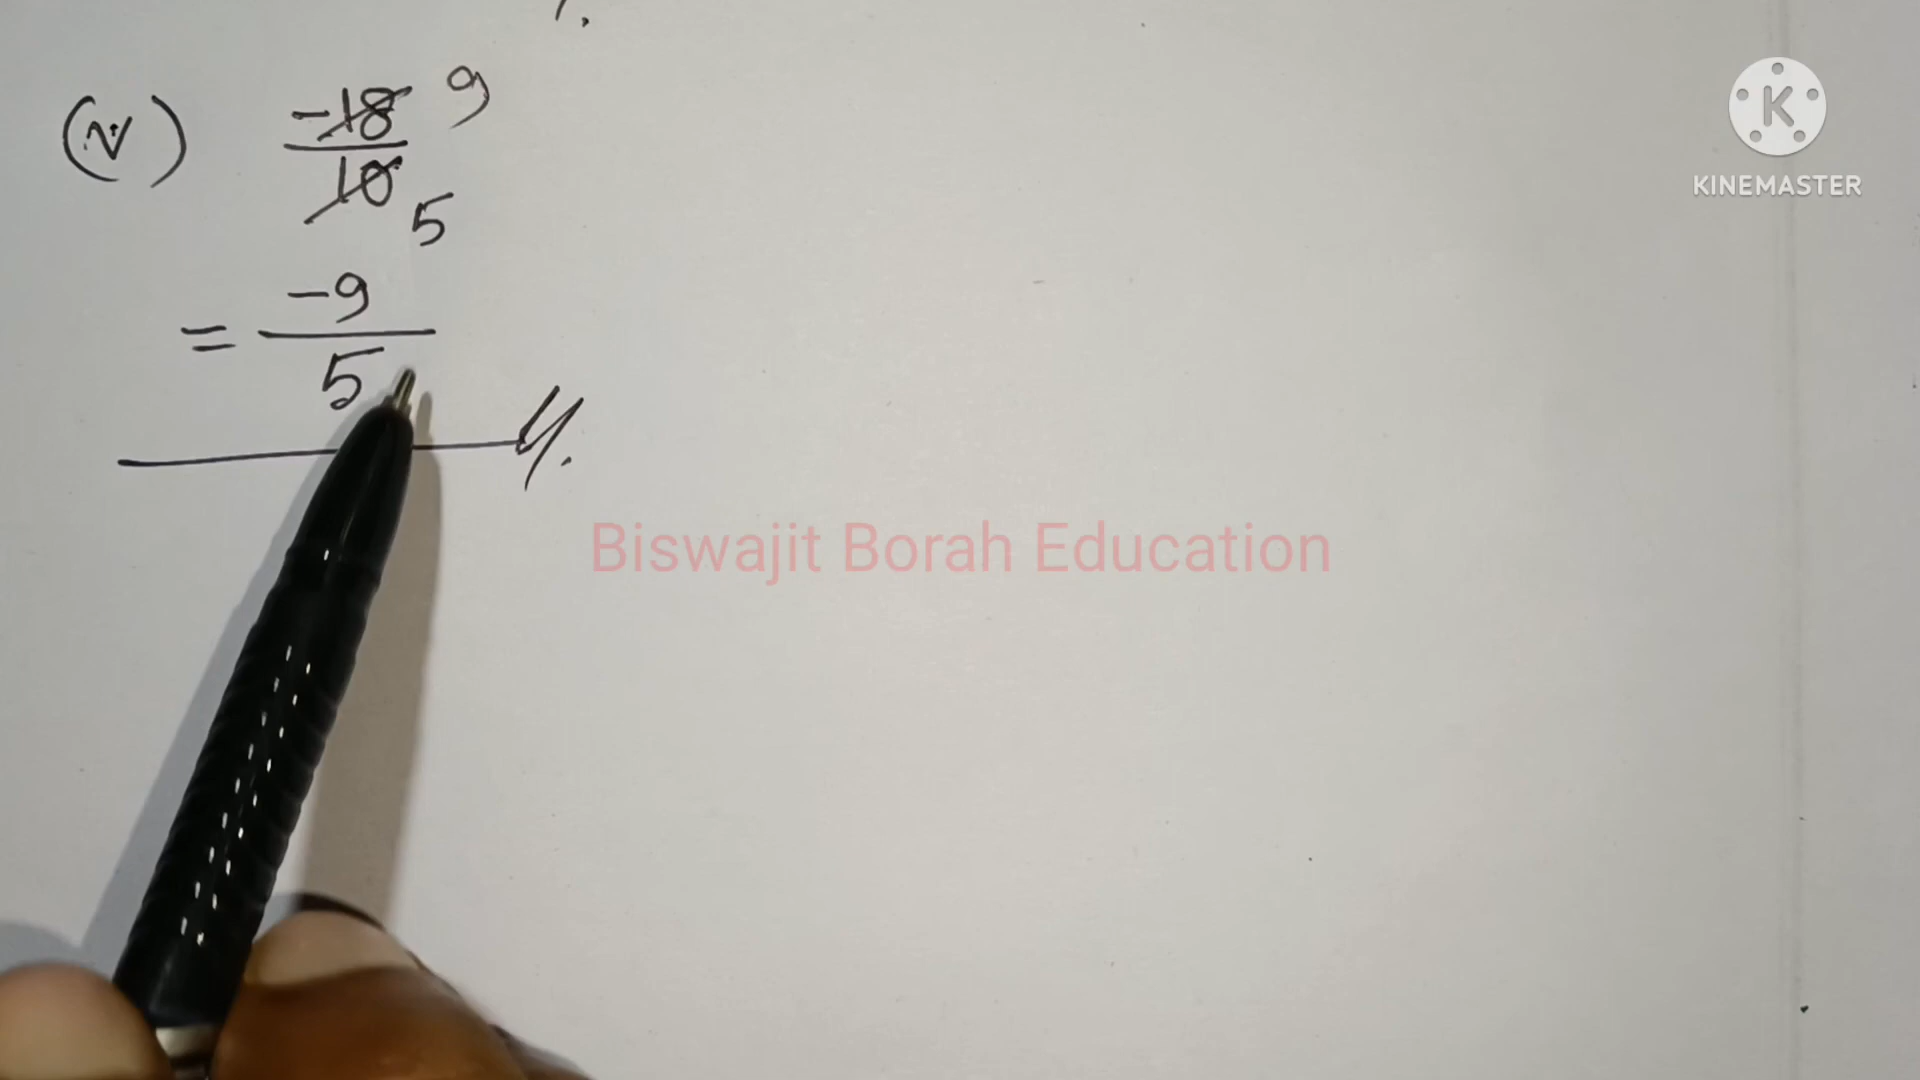 (v) -18 9
10 5
= -9
5
KINEMASTER
Biswajit Borah Education